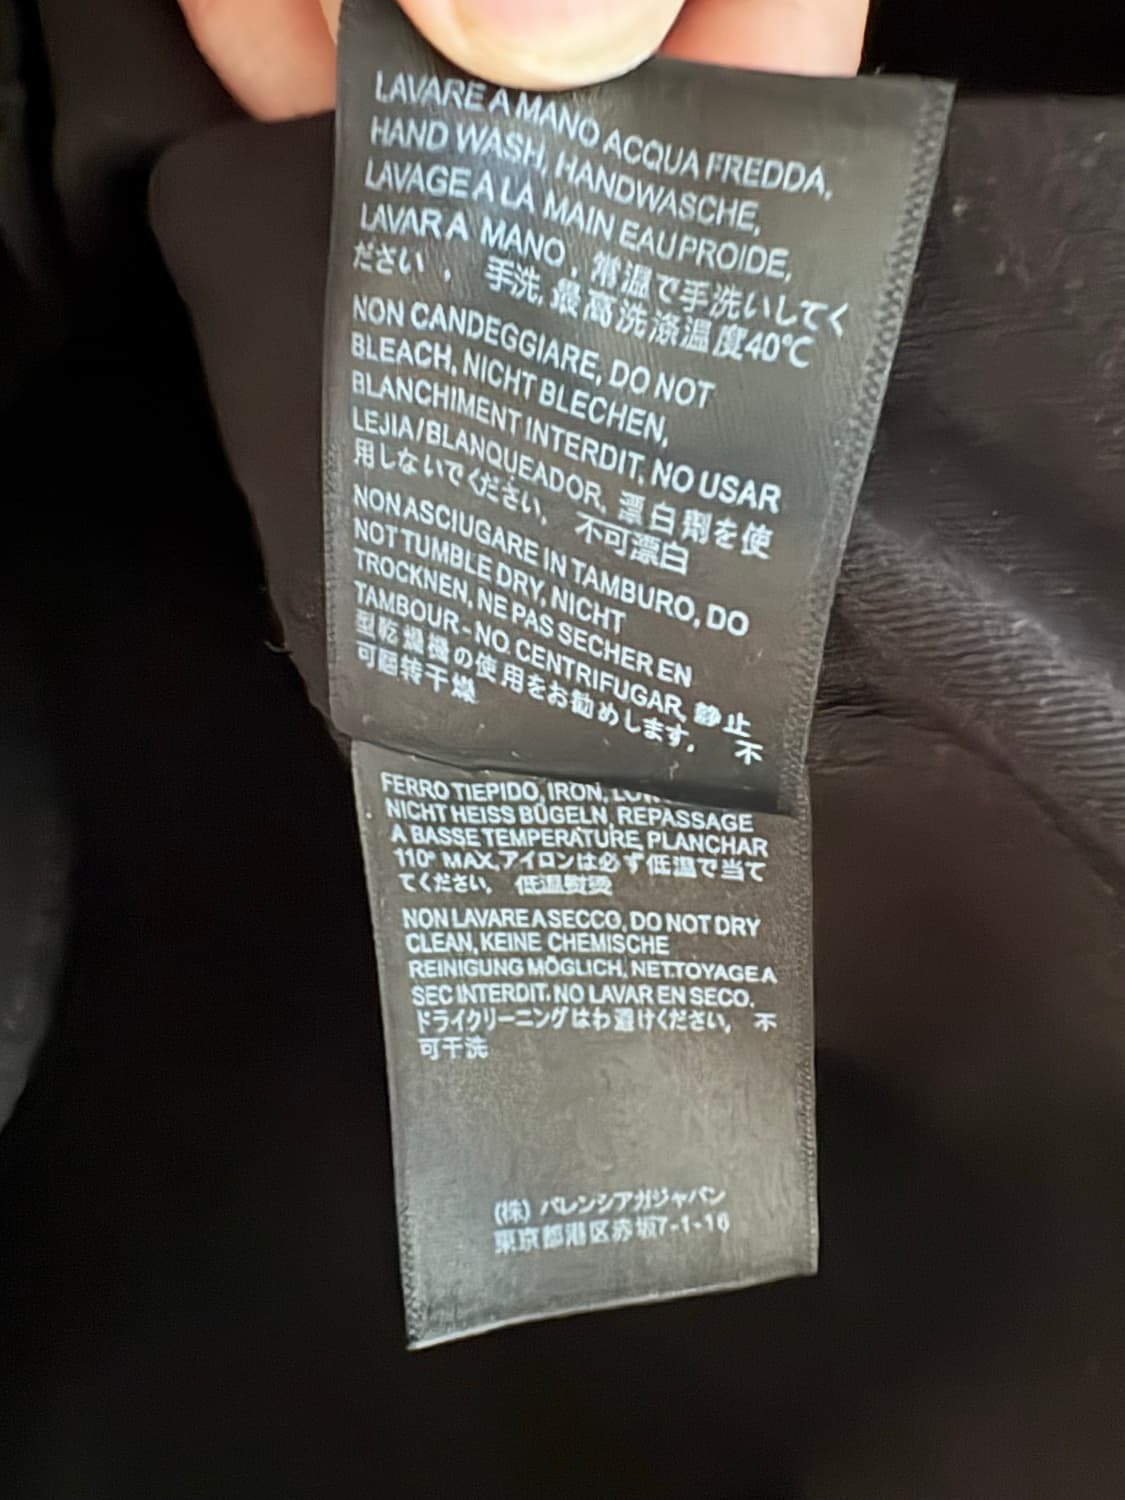 LAVARE A MANO ACQUA FREDDA,
HAND WASH, HANDWASCHE,
LAVAGE A LA MAIN EAU PROIDE,
LAVAR A MANO , 常温で手洗いしてく
ださい , 手洗, 最高洗涤温度40℃
NON CANDEGGIARE, DO NOT
BLEACH, NICHT BLECHEN,
BLANCHIMENT INTERDIT, NO USAR
LEJIA/BLANQUEADOR, 漂白劑を使
用しないでください, 不可漂白
NON ASCIUGARE IN TAMBURO, DO
NOT TUMBLE DRY, NICHT
TROCKNEN, NE PAS SECHER EN
TAMBOUR - NO CENTRIFUGAR, 静止
型乾燥機の使用をお勧めします, 不
可回转干燥
FERRO TIEPIDO, IRON,
NICHT HEISS BÜGELN, REPASSAGE
A BASSE TEMPERATURE, PLANCHAR
110° MAX,アイロンは必ず低温で当て
てください, 低温熨烫
NON LAVARE A SECCO, DO NOT DRY
CLEAN, KEINE CHEMISCHE
REINIGUNG MÖGLICH, NETTOYAGE A
SEC INTERDIT. NO LAVAR EN SECO.
ドライクリーニングはわ避けください, 不
可干洗
(株) バレンシアガジャパン
東京都港区赤坂7-1-16